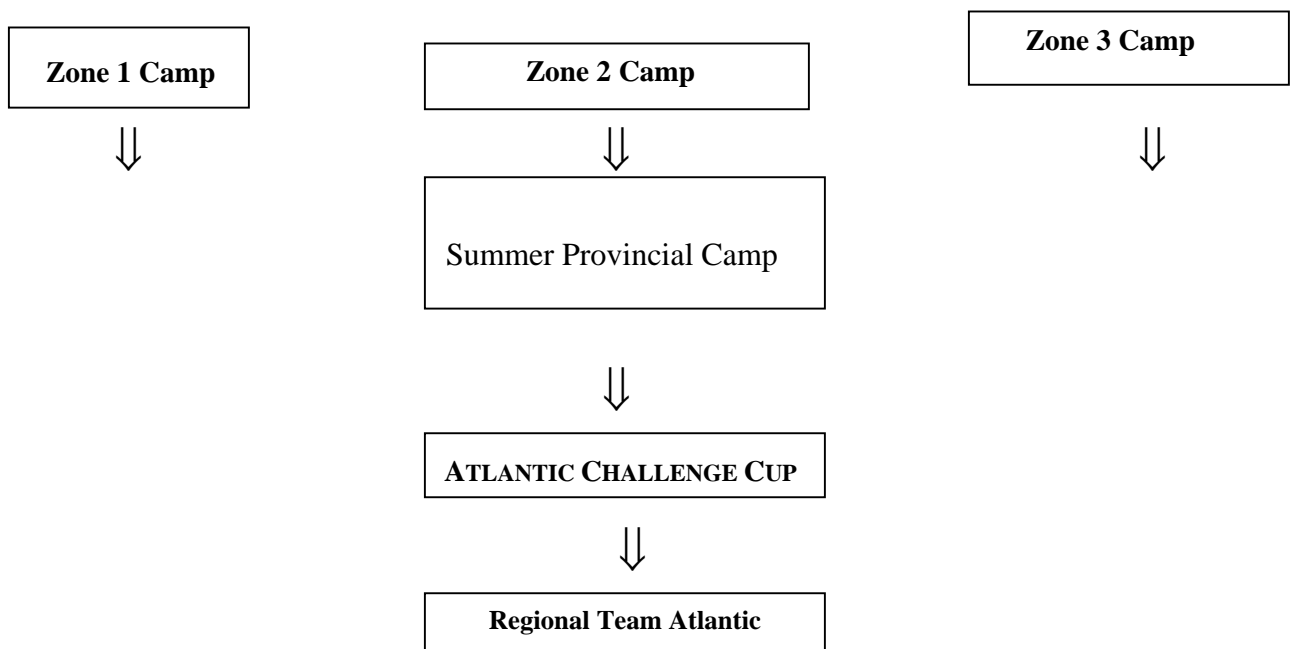 Zone 1 Camp
Zone 2 Camp
Zone 3 Camp
⇓
⇓
⇓
Summer Provincial Camp
⇓
ATLANTIC CHALLENGE CUP
⇓
Regional Team Atlantic